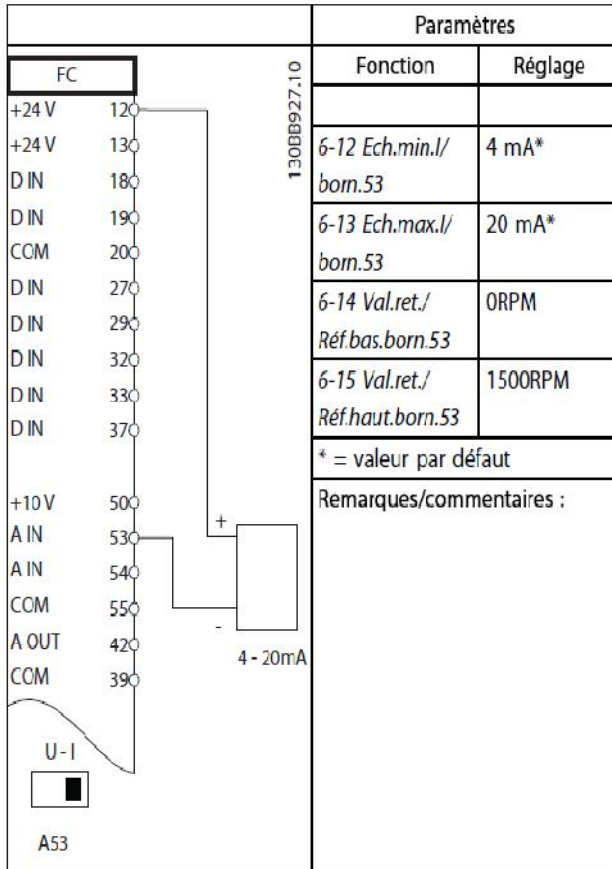 Paramètres
FC
Fonction
Réglage
130BB927.10
+24 V 12
+24 V 13
D IN 18
D IN 19
COM 20
D IN 27
D IN 29
D IN 32
D IN 33
D IN 37
+10 V 50
A IN 53
A IN 54
COM 55
A OUT 42
COM 39
+
-
4 - 20mA
U - I
A53
6-12 Ech.min.I/
born.53
4 mA*
6-13 Ech.max.I/
born.53
20 mA*
6-14 Val.ret./
Réf.bas.born.53
0RPM
6-15 Val.ret./
Réf.haut.born.53
1500RPM
* = valeur par défaut
Remarques/commentaires :